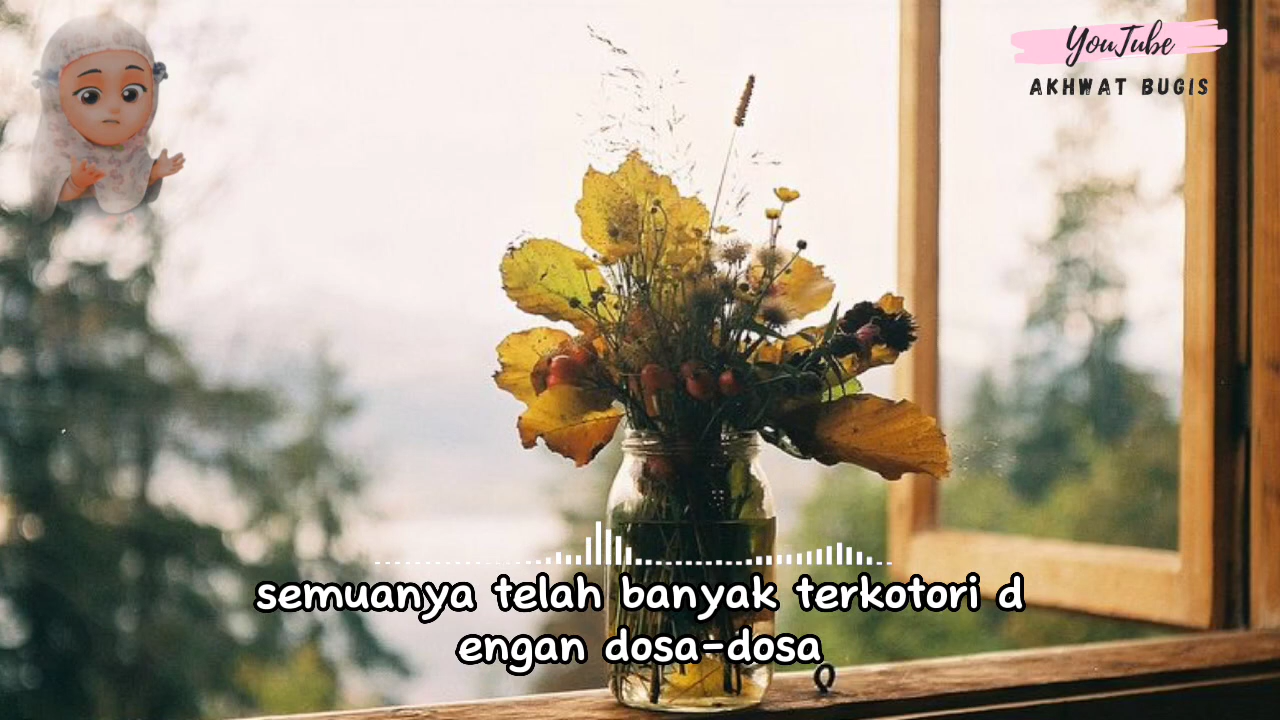 YouTube
AKHWAT BUGIS
semuanya telah banyak terkotori d
engan dosa-dosa